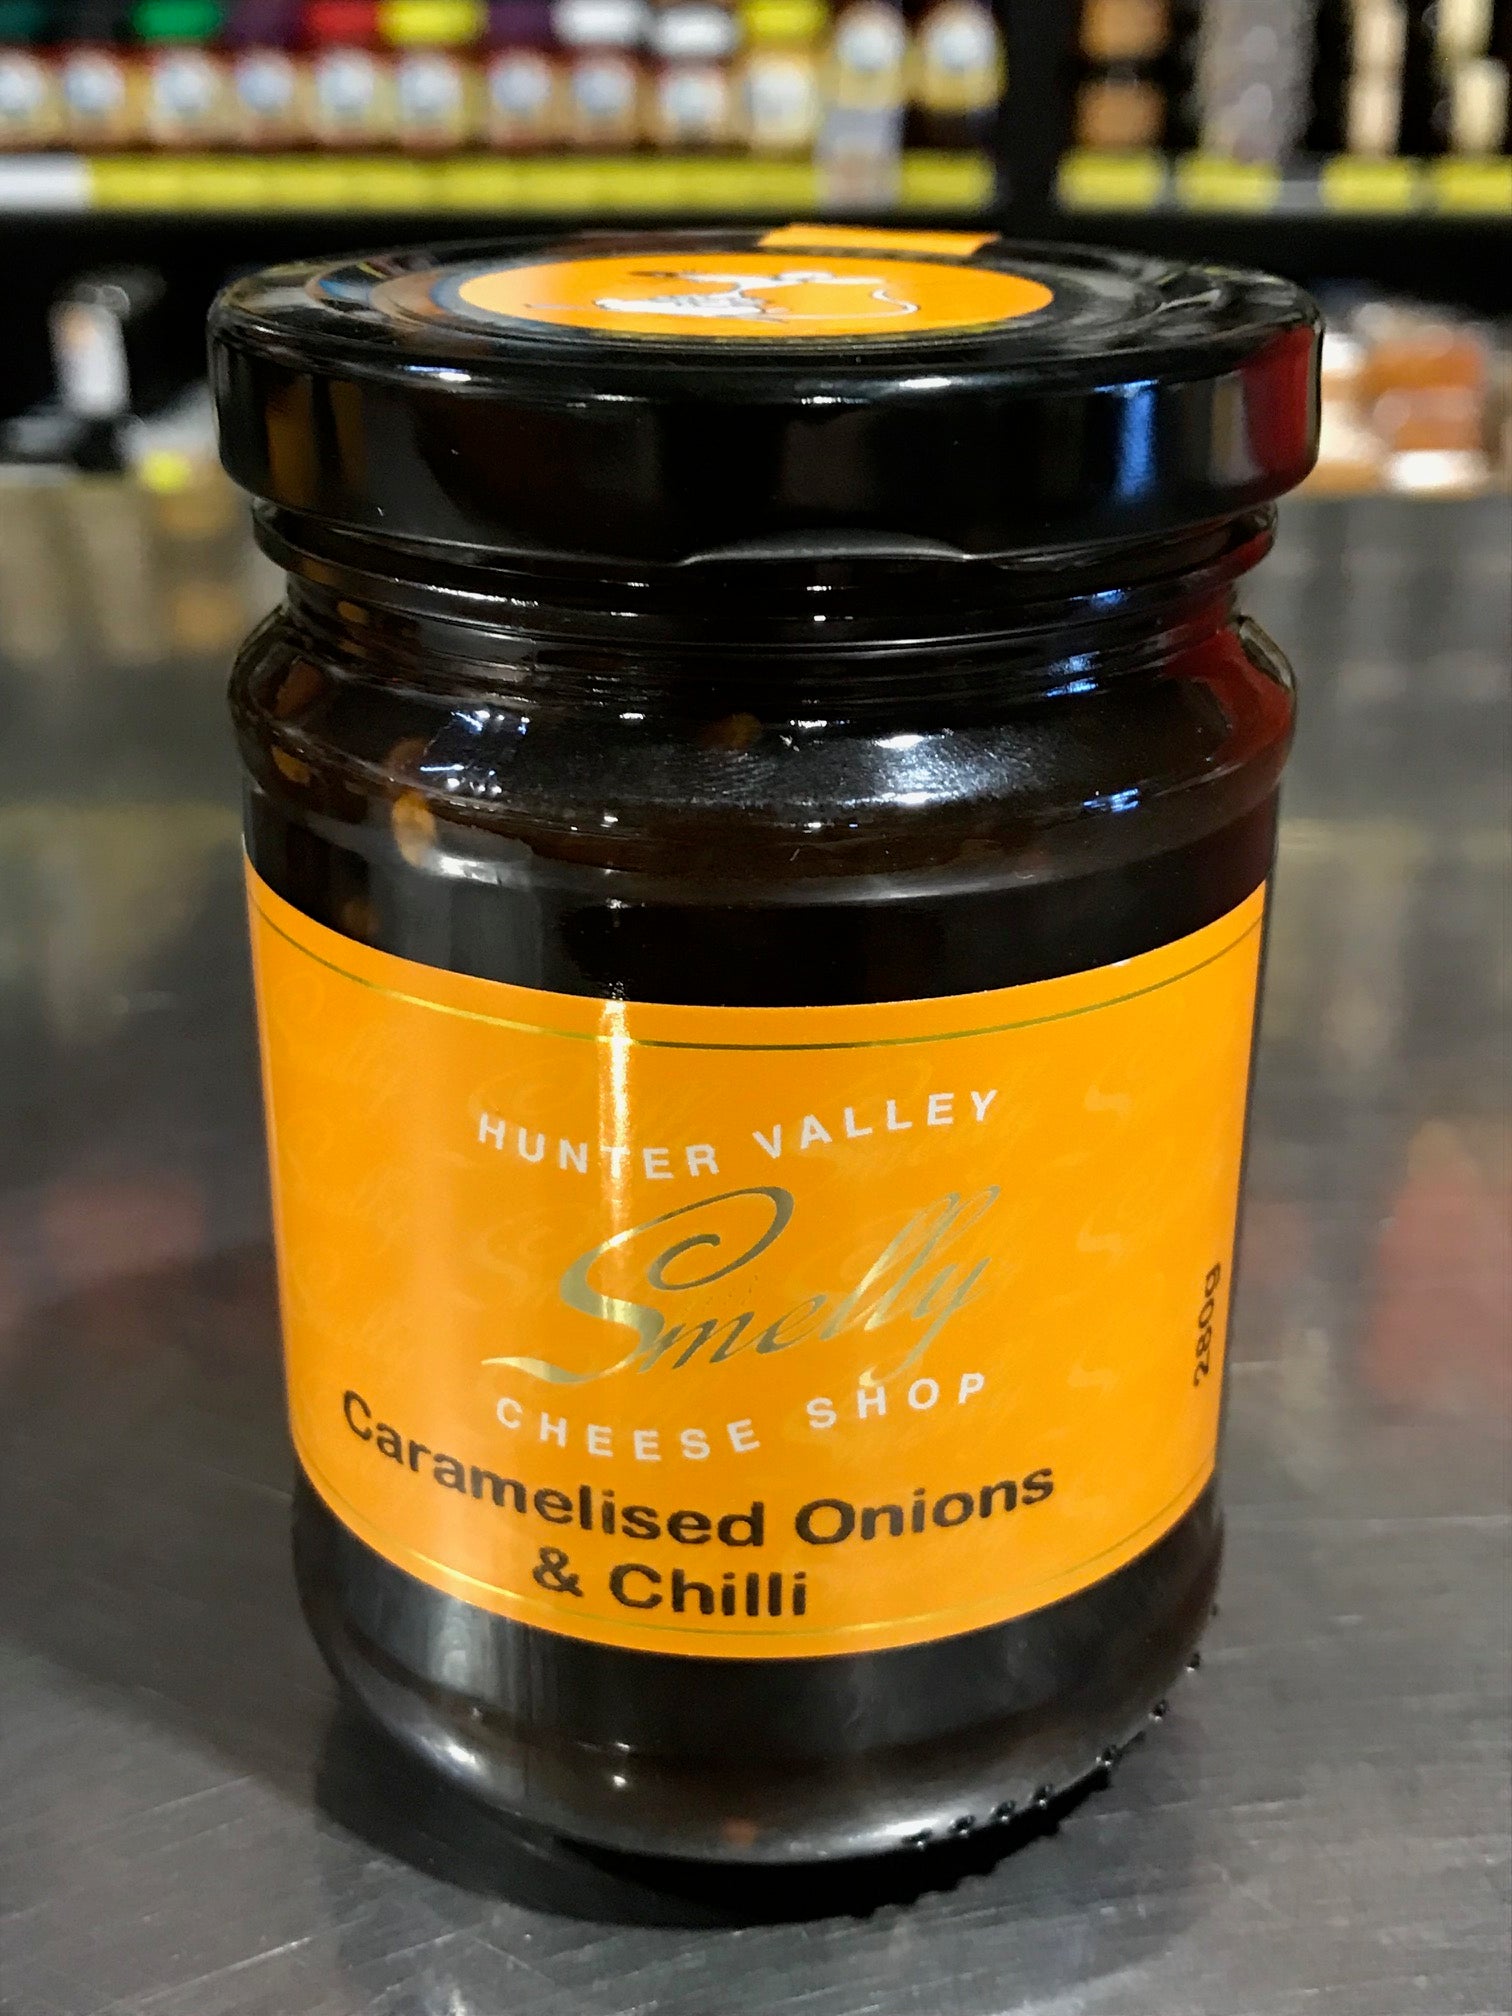 HUNTER VALLEY
Smelly
CHEESE SHOP
Caramelised Onions
& Chilli
280g